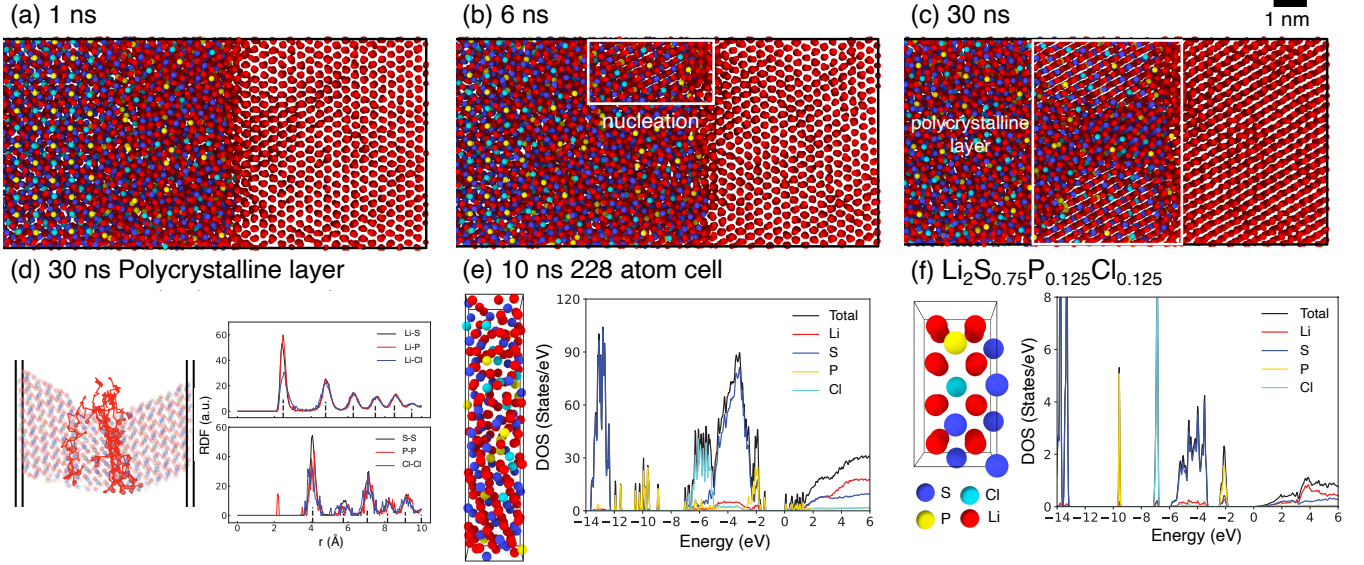 (a) 1 ns
(b) 6 ns
(c) 30 ns
1 nm
nucleation
polycrystalline
layer
(d) 30 ns Polycrystalline layer
RDF (a.u.)
60
40
20
0
Li-S
Li-P
Li-Cl
60
40
20
0
S-S
P-P
Cl-Cl
0 2 4 6 8 10
r (Å)
(e) 10 ns 228 atom cell
DOS (States/eV)
120
90
60
30
0
Total
Li
S
P
Cl
−14 −12 −10 −8 −6 −4 −2 0 2 4 6
Energy (eV)
(f) Li₂S₀.₇₅P₀.₁₂₅Cl₀.₁₂₅
S Cl
P Li
DOS (States/eV)
8
6
4
2
0
Total
Li
S
P
Cl
−14 −12 −10 −8 −6 −4 −2 0 2 4 6
Energy (eV)